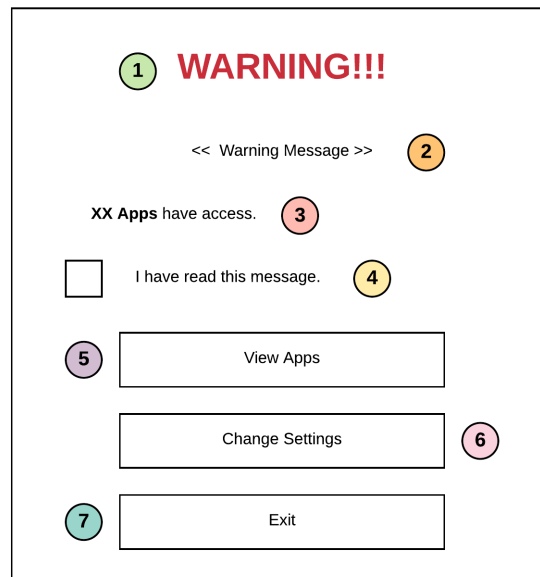 1 WARNING!!!
<< Warning Message >> 2
XX Apps have access. 3
I have read this message. 4
5 View Apps
Change Settings 6
7 Exit